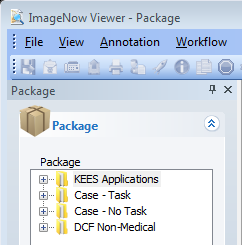 ImageNow Viewer - Package
File View Annotation Workflow
Package
Package
Package
KEES Applications
Case - Task
Case - No Task
DCF Non-Medical